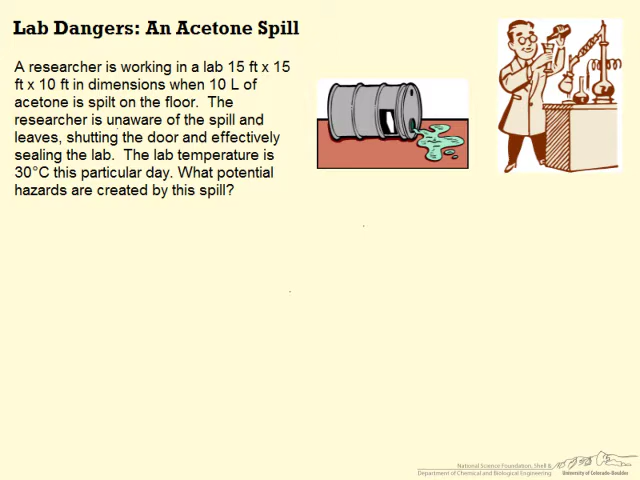 Lab Dangers: An Acetone Spill
A researcher is working in a lab 15 ft x 15
ft x 10 ft in dimensions when 10 L of
acetone is spilt on the floor.  The
researcher is unaware of the spill and
leaves, shutting the door and effectively
sealing the lab.  The lab temperature is
30°C this particular day. What potential
hazards are created by this spill?
National Science Foundation, Shell &
Department of Chemical and Biological Engineering
University of Colorado-Boulder